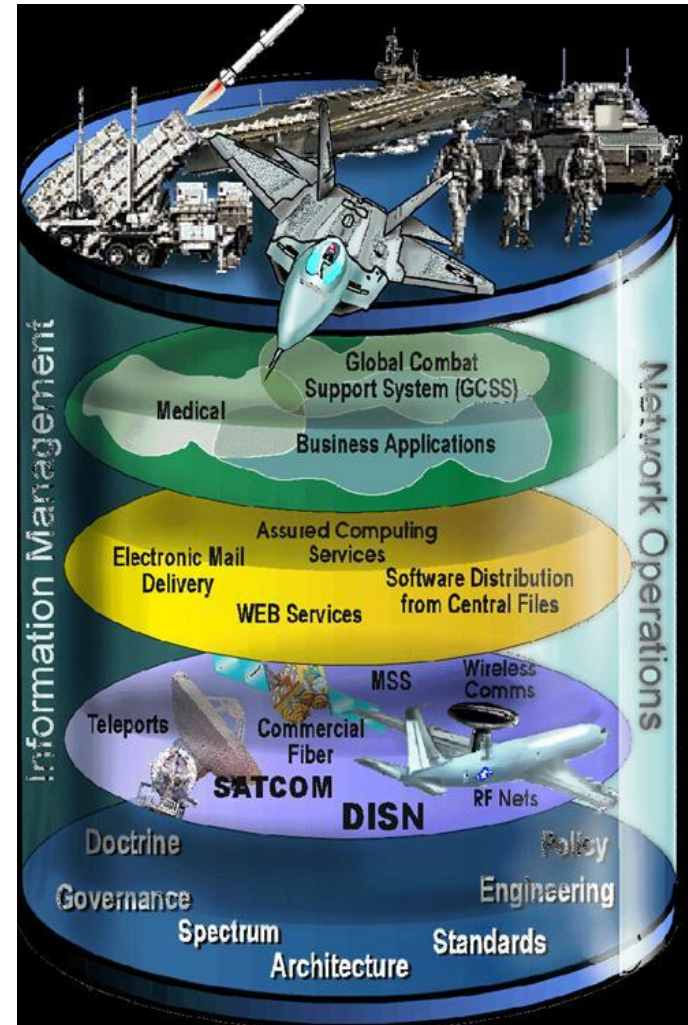 Information Management
Network Operations
Global Combat
Support System (GCSS)
Medical
Business Applications
Assured Computing
Services
Electronic Mail
Delivery
Software Distribution
from Central Files
WEB Services
MSS
Wireless
Comms
Teleports
Commercial
Fiber
SATCOM
RF Nets
DISN
Doctrine
Policy
Governance
Engineering
Spectrum
Standards
Architecture